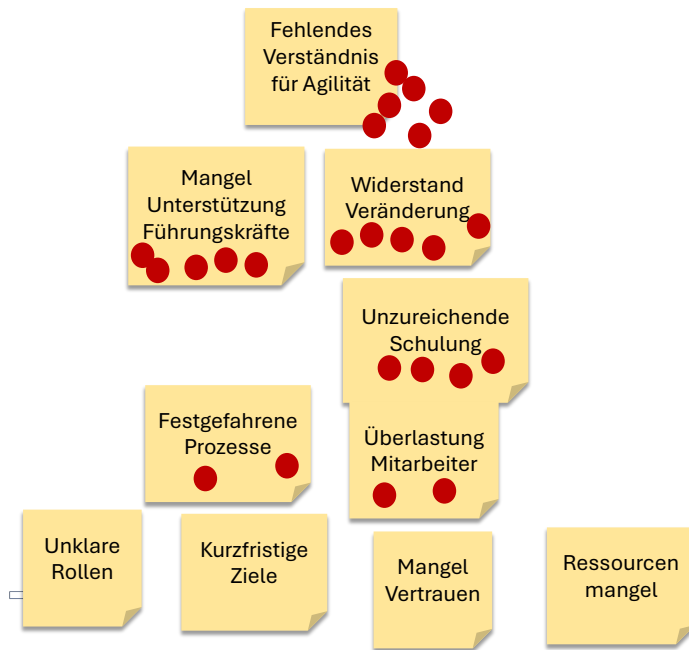 Fehlendes
Verständnis
für Agilität
Mangel
Unterstützung
Führungskräfte
Widerstand
Veränderung
Unzureichende
Schulung
Festgefahrene
Prozesse
Überlastung
Mitarbeiter
Unklare
Rollen
Kurzfristige
Ziele
Mangel
Vertrauen
Ressourcen
mangel